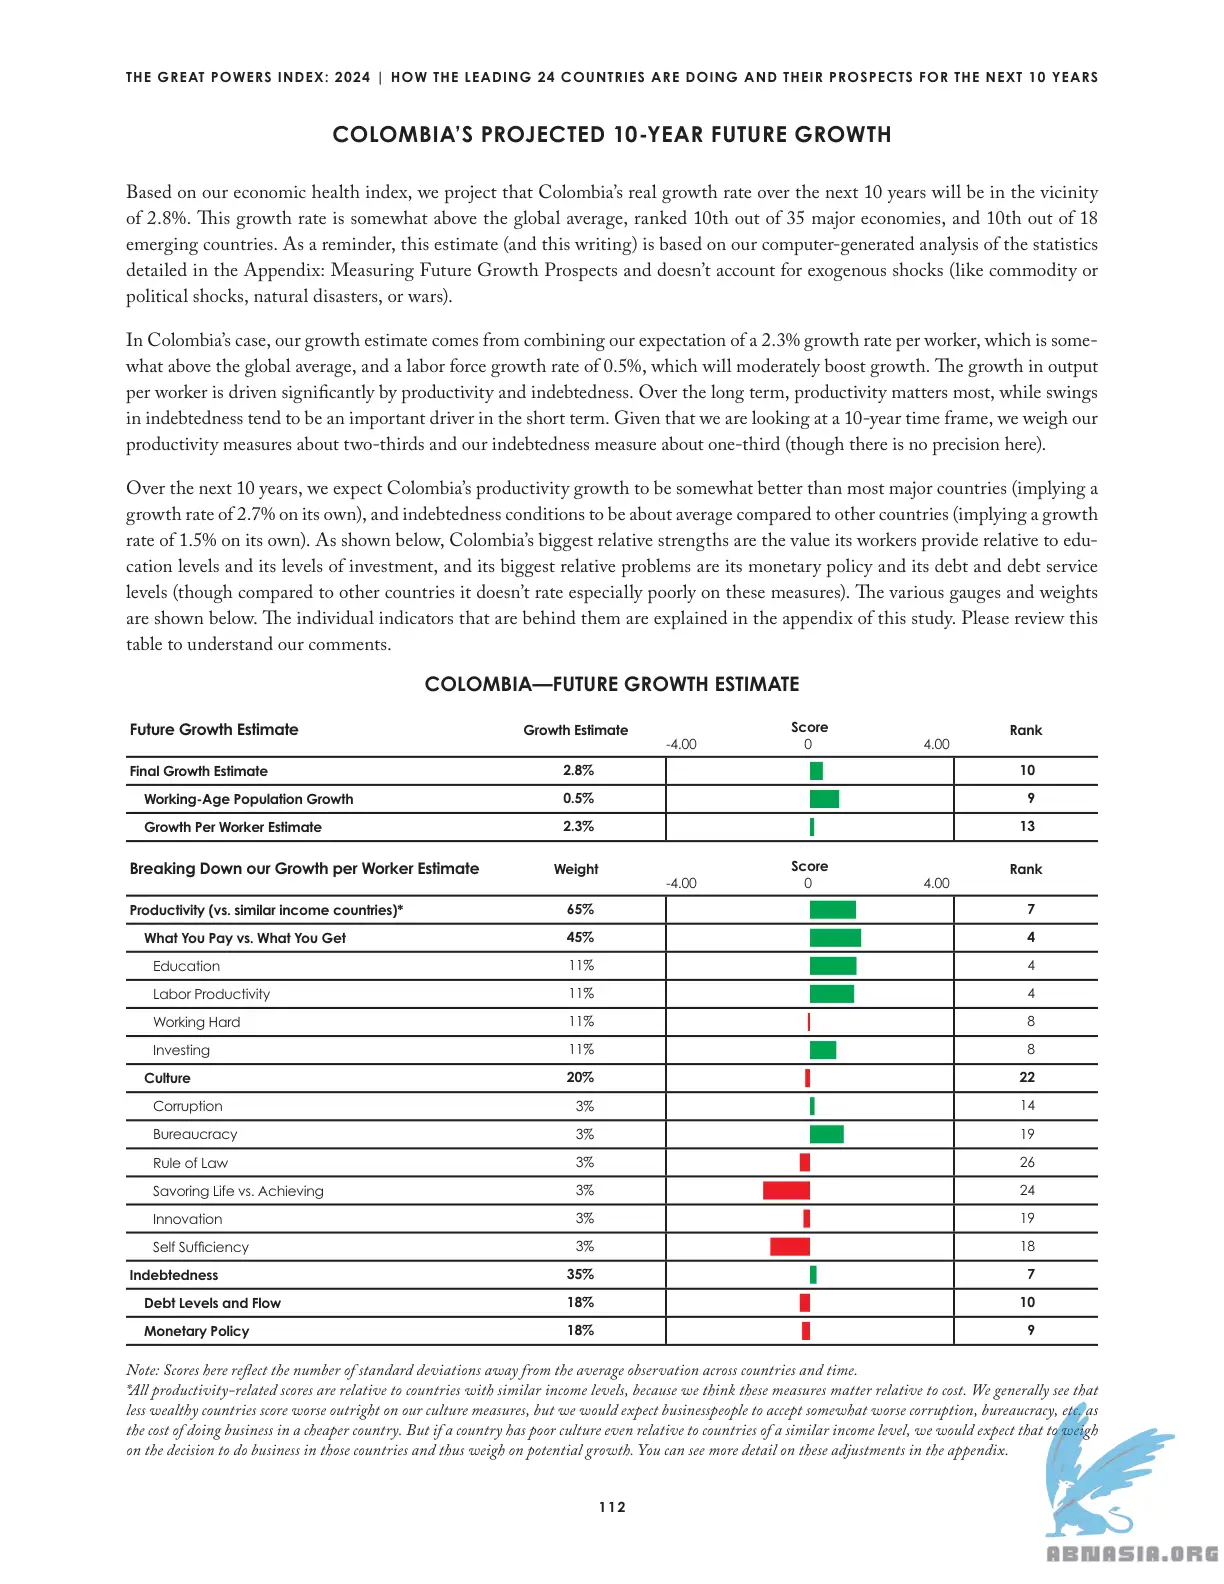 THE GREAT POWERS INDEX: 2024 | HOW THE LEADING 24 COUNTRIES ARE DOING AND THEIR PROSPECTS FOR THE NEXT 10 YEARS
COLOMBIA'S PROJECTED 10-YEAR FUTURE GROWTH
Based on our economic health index, we project that Colombia's real growth rate over the next 10 years will be in the vicinity
of 2.8%. This growth rate is somewhat above the global average, ranked 10th out of 35 major economies, and 10th out of 18
emerging countries. As a reminder, this estimate (and this writing) is based on our computer-generated analysis of the statistics
detailed in the Appendix: Measuring Future Growth Prospects and doesn't account for exogenous shocks (like commodity or
political shocks, natural disasters, or wars).
In Colombia's case, our growth estimate comes from combining our expectation of a 2.3% growth rate per worker, which is some-
what above the global average, and a labor force growth rate of 0.5%, which will moderately boost growth. The growth in output
per worker is driven significantly by productivity and indebtedness. Over the long term, productivity matters most, while swings
in indebtedness tend to be an important driver in the short term. Given that we are looking at a 10-year time frame, we weigh our
productivity measures about two-thirds and our indebtedness measure about one-third (though there is no precision here).
Over the next 10 years, we expect Colombia's productivity growth to be somewhat better than most major countries (implying a
growth rate of 2.7% on its own), and indebtedness conditions to be about average compared to other countries (implying a growth
rate of 1.5% on its own). As shown below, Colombia's biggest relative strengths are the value its workers provide relative to edu-
cation levels and its levels of investment, and its biggest relative problems are its monetary policy and its debt and debt service
levels (though compared to other countries it doesn't rate especially poorly on these measures). The various gauges and weights
are shown below. The individual indicators that are behind them are explained in the appendix of this study. Please review this
table to understand our comments.
COLOMBIA—FUTURE GROWTH ESTIMATE
Future Growth Estimate Growth Estimate Score Rank
-4.00 0 4.00
Final Growth Estimate 2.8% 10
Working-Age Population Growth 0.5% 9
Growth Per Worker Estimate 2.3% 13
Breaking Down our Growth per Worker Estimate Weight Score Rank
-4.00 0 4.00
Productivity (vs. similar income countries)* 65% 7
What You Pay vs. What You Get 45% 4
Education 11% 4
Labor Productivity 11% 4
Working Hard 11% 8
Investing 11% 8
Culture 20% 22
Corruption 3% 14
Bureaucracy 3% 19
Rule of Law 3% 26
Savoring Life vs. Achieving 3% 24
Innovation 3% 19
Self Sufficiency 3% 18
Indebtedness 35% 7
Debt Levels and Flow 18% 10
Monetary Policy 18% 9
Note: Scores here reflect the number of standard deviations away from the average observation across countries and time.
*All productivity-related scores are relative to countries with similar income levels, because we think these measures matter relative to cost. We generally see that
less wealthy countries score worse outright on our culture measures, but we would expect businesspeople to accept somewhat worse corruption, bureaucracy, etc. as
the cost of doing business in a cheaper country. But if a country has poor culture even relative to countries of a similar income level, we would expect that to weigh
on the decision to do business in those countries and thus weigh on potential growth. You can see more detail on these adjustments in the appendix.
112
ABNASIA.ORG